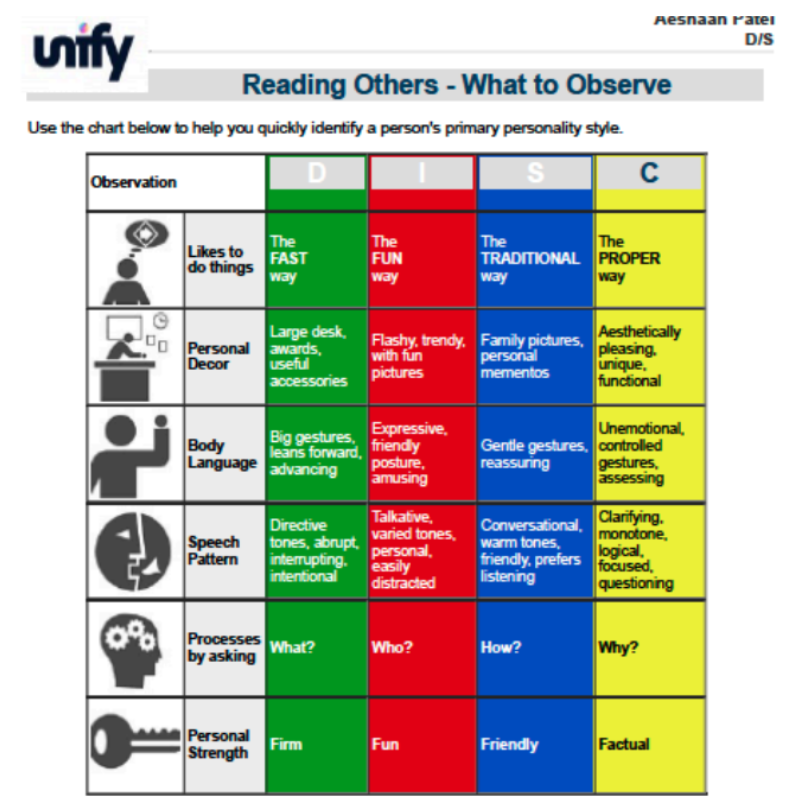 unify
Aeshaan Patel
D/S
Reading Others - What to Observe
Use the chart below to help you quickly identify a person's primary personality style.
Observation
D
I
S
C
Likes to
do things
The
FAST
way
The
FUN
way
The
TRADITIONAL
way
The
PROPER
way
Personal
Decor
Large desk,
awards,
useful
accessories
Flashy, trendy,
with fun
pictures
Family pictures,
personal
mementos
Aesthetically
pleasing,
unique,
functional
Body
Language
Big gestures,
leans forward,
advancing
Expressive,
friendly
posture,
amusing
Gentle gestures,
reassuring
Unemotional,
controlled
gestures,
assessing
Speech
Pattern
Directive
tones, abrupt,
interrupting,
intentional
Talkative,
varied tones,
personal,
easily
distracted
Conversational,
warm tones,
friendly, prefers
listening
Clarifying,
monotone,
logical,
focused,
questioning
Processes
by asking
What?
Who?
How?
Why?
Personal
Strength
Firm
Fun
Friendly
Factual